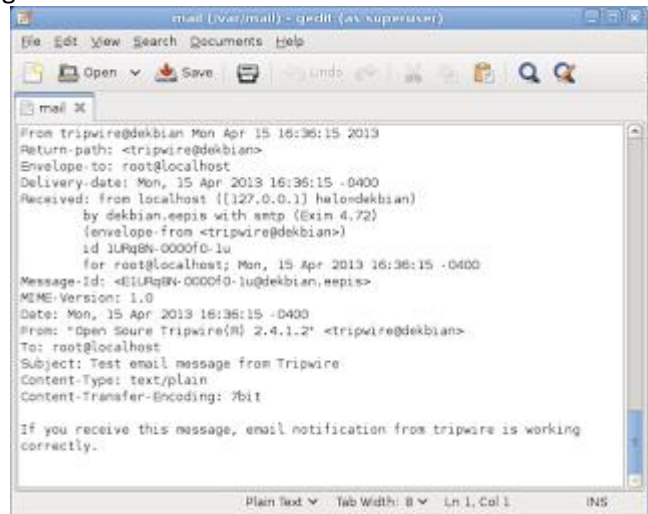 mail (/var/mail) - gedit (as superuser)
File Edit View Search Documents Help
Open Save Undo
mail
From tripwire@dekbian Mon Apr 15 16:36:15 2013
Return-path: <tripwire@dekbian>
Envelope-to: root@localhost
Delivery-date: Mon, 15 Apr 2013 16:36:15 -0400
Received: from localhost ([127.0.0.1] helo=dekbian)
by dekbian.eepis with smtp (Exim 4.72)
(envelope-from <tripwire@dekbian>)
id 1URqBN-0000f0-1u
for root@localhost; Mon, 15 Apr 2013 16:36:15 -0400
Message-Id: <E1URqBN-0000f0-1u@dekbian.eepis>
MIME-Version: 1.0
Date: Mon, 15 Apr 2013 16:36:15 -0400
From: "Open Soure Tripwire(R) 2.4.1.2" <tripwire@dekbian>
To: root@localhost
Subject: Test email message from Tripwire
Content-Type: text/plain
Content-Transfer-Encoding: 7bit
If you receive this message, email notification from tripwire is working
correctly.
Plain Text Tab Width: 8 Ln 1, Col 1 INS